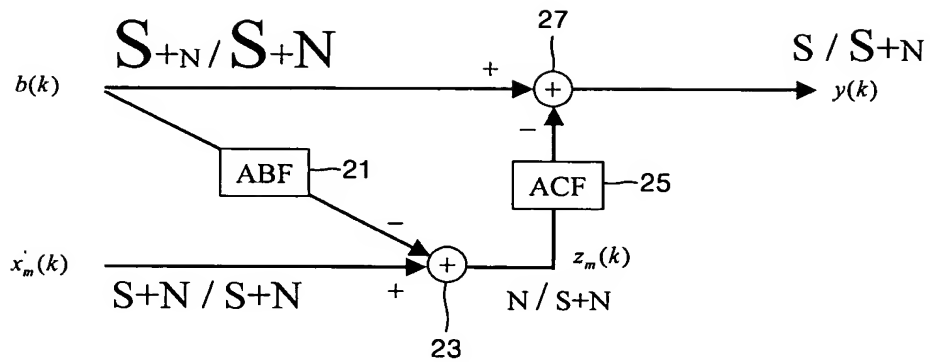 27
S+N / S+N
S / S+N
b(k)
+
+
y(k)
−
ABF
21
ACF
25
−
x'm(k)
+
zm(k)
+
S+N / S+N
N / S+N
23